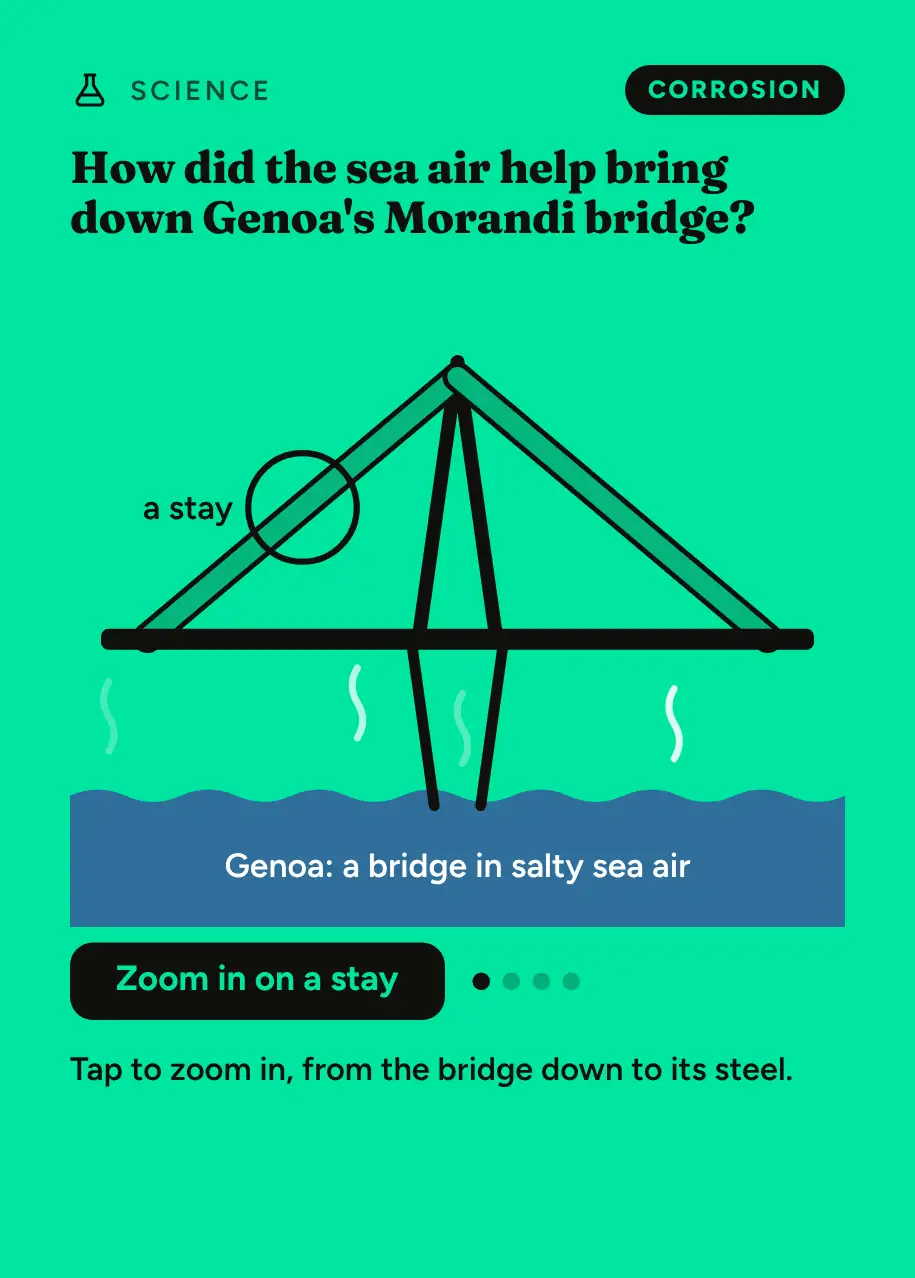 SCIENCE
CORROSION
How did the sea air help bring
down Genoa's Morandi bridge?
a stay
Genoa: a bridge in salty sea air
Zoom in on a stay
Tap to zoom in, from the bridge down to its steel.